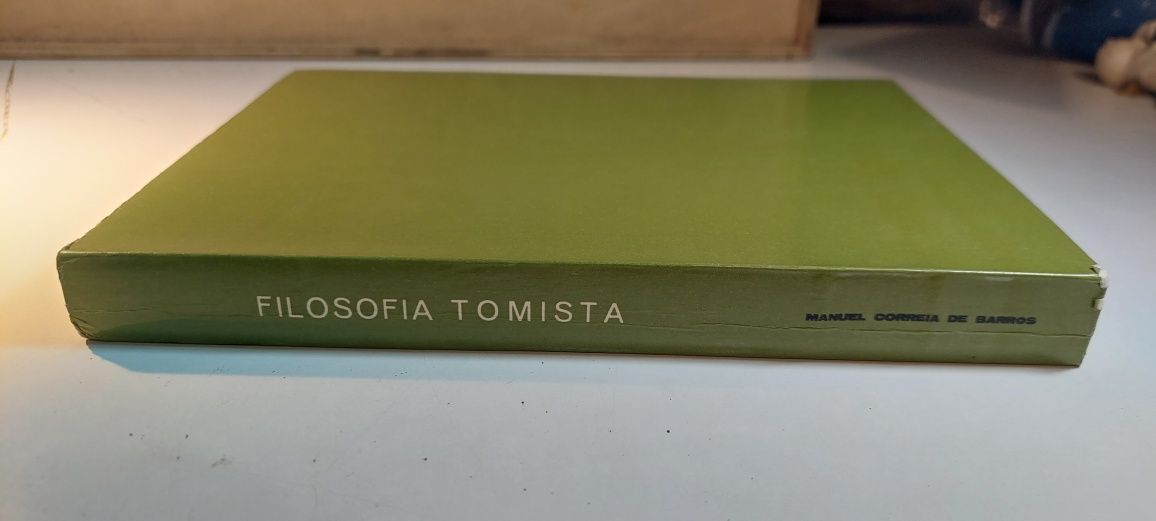 FILOSOFIA TOMISTA
MANUEL CORREIA DE BARROS